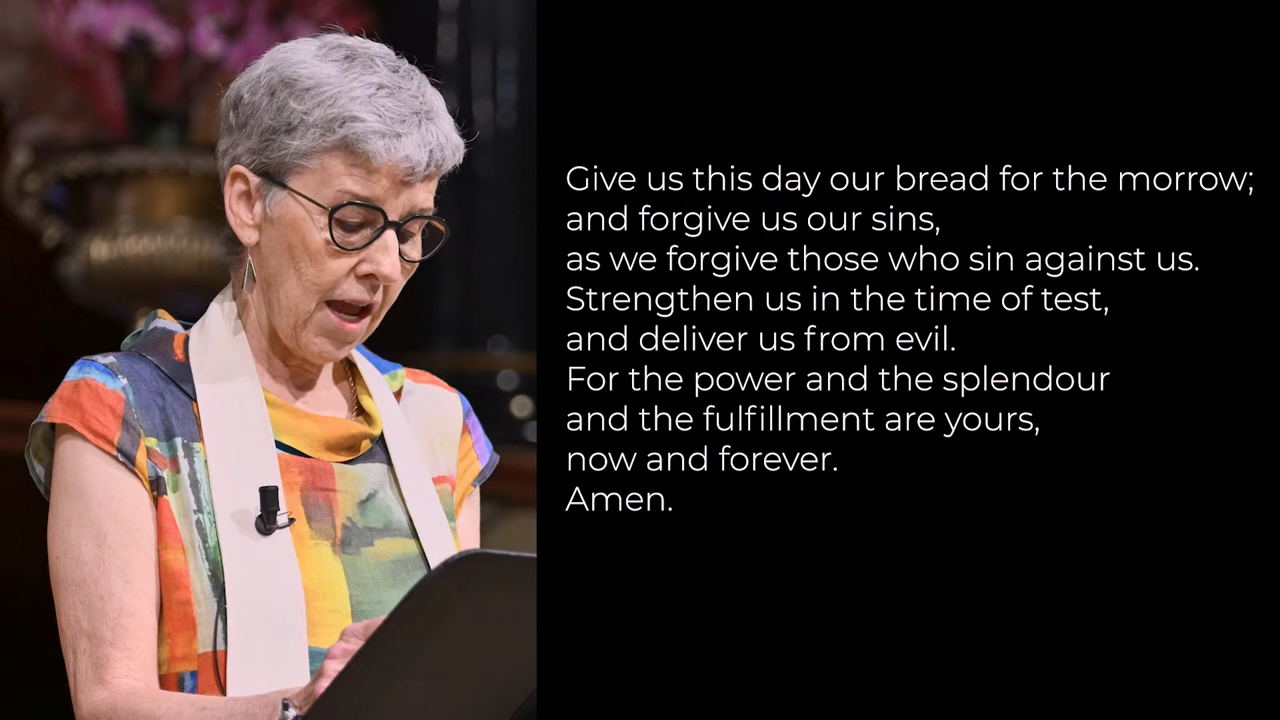 Give us this day our bread for the morrow;
and forgive us our sins,
as we forgive those who sin against us.
Strengthen us in the time of test,
and deliver us from evil.
For the power and the splendour
and the fulfillment are yours,
now and forever.
Amen.